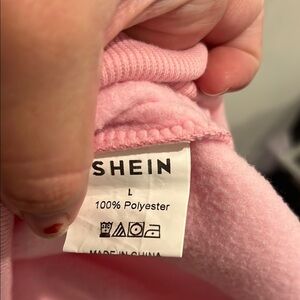 SHEIN
L
100% Polyester
MADE IN CHINA